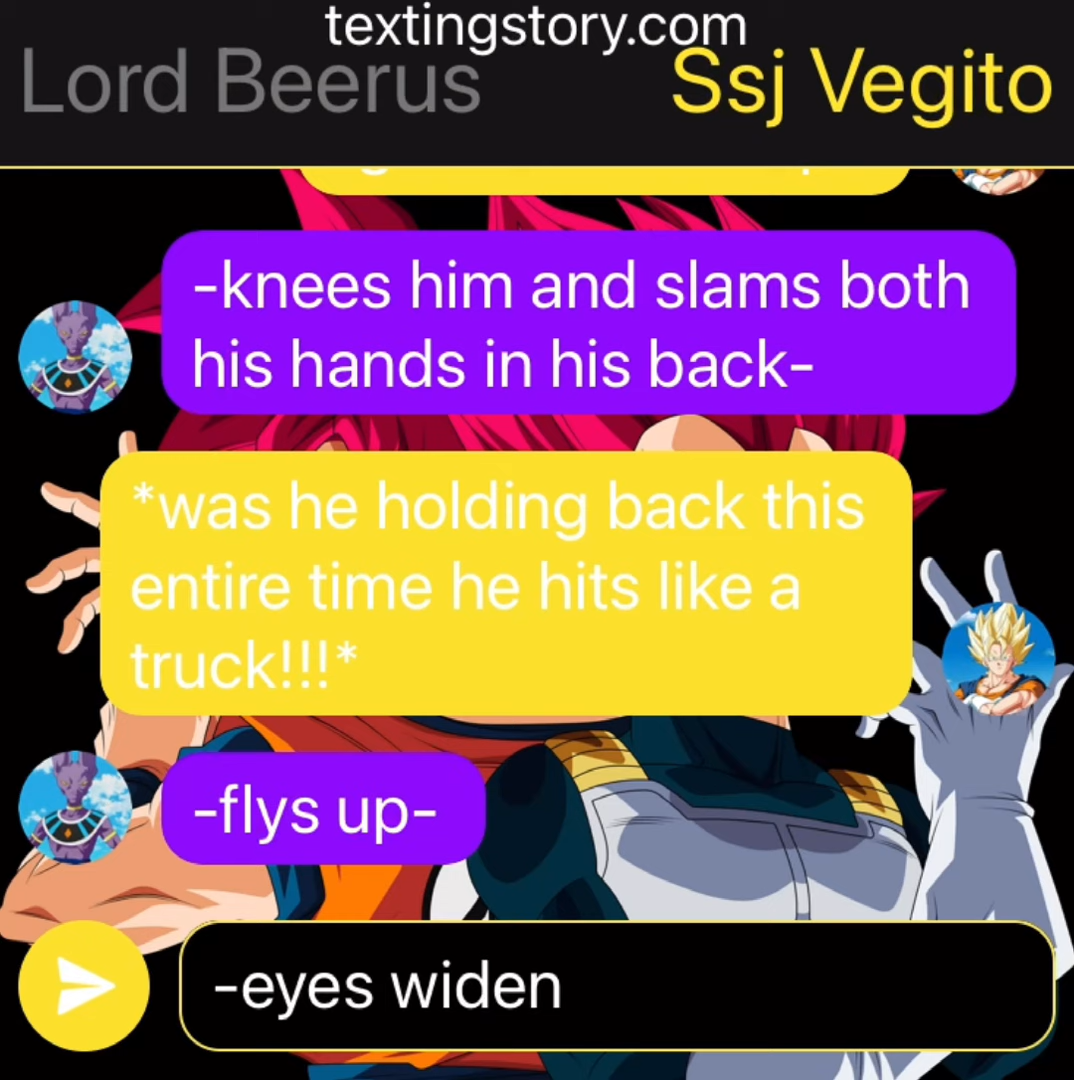 textingstory.com
Lord Beerus
Ssj Vegito
-knees him and slams both
his hands in his back-
*was he holding back this
entire time he hits like a
truck!!!*
-flys up-
-eyes widen